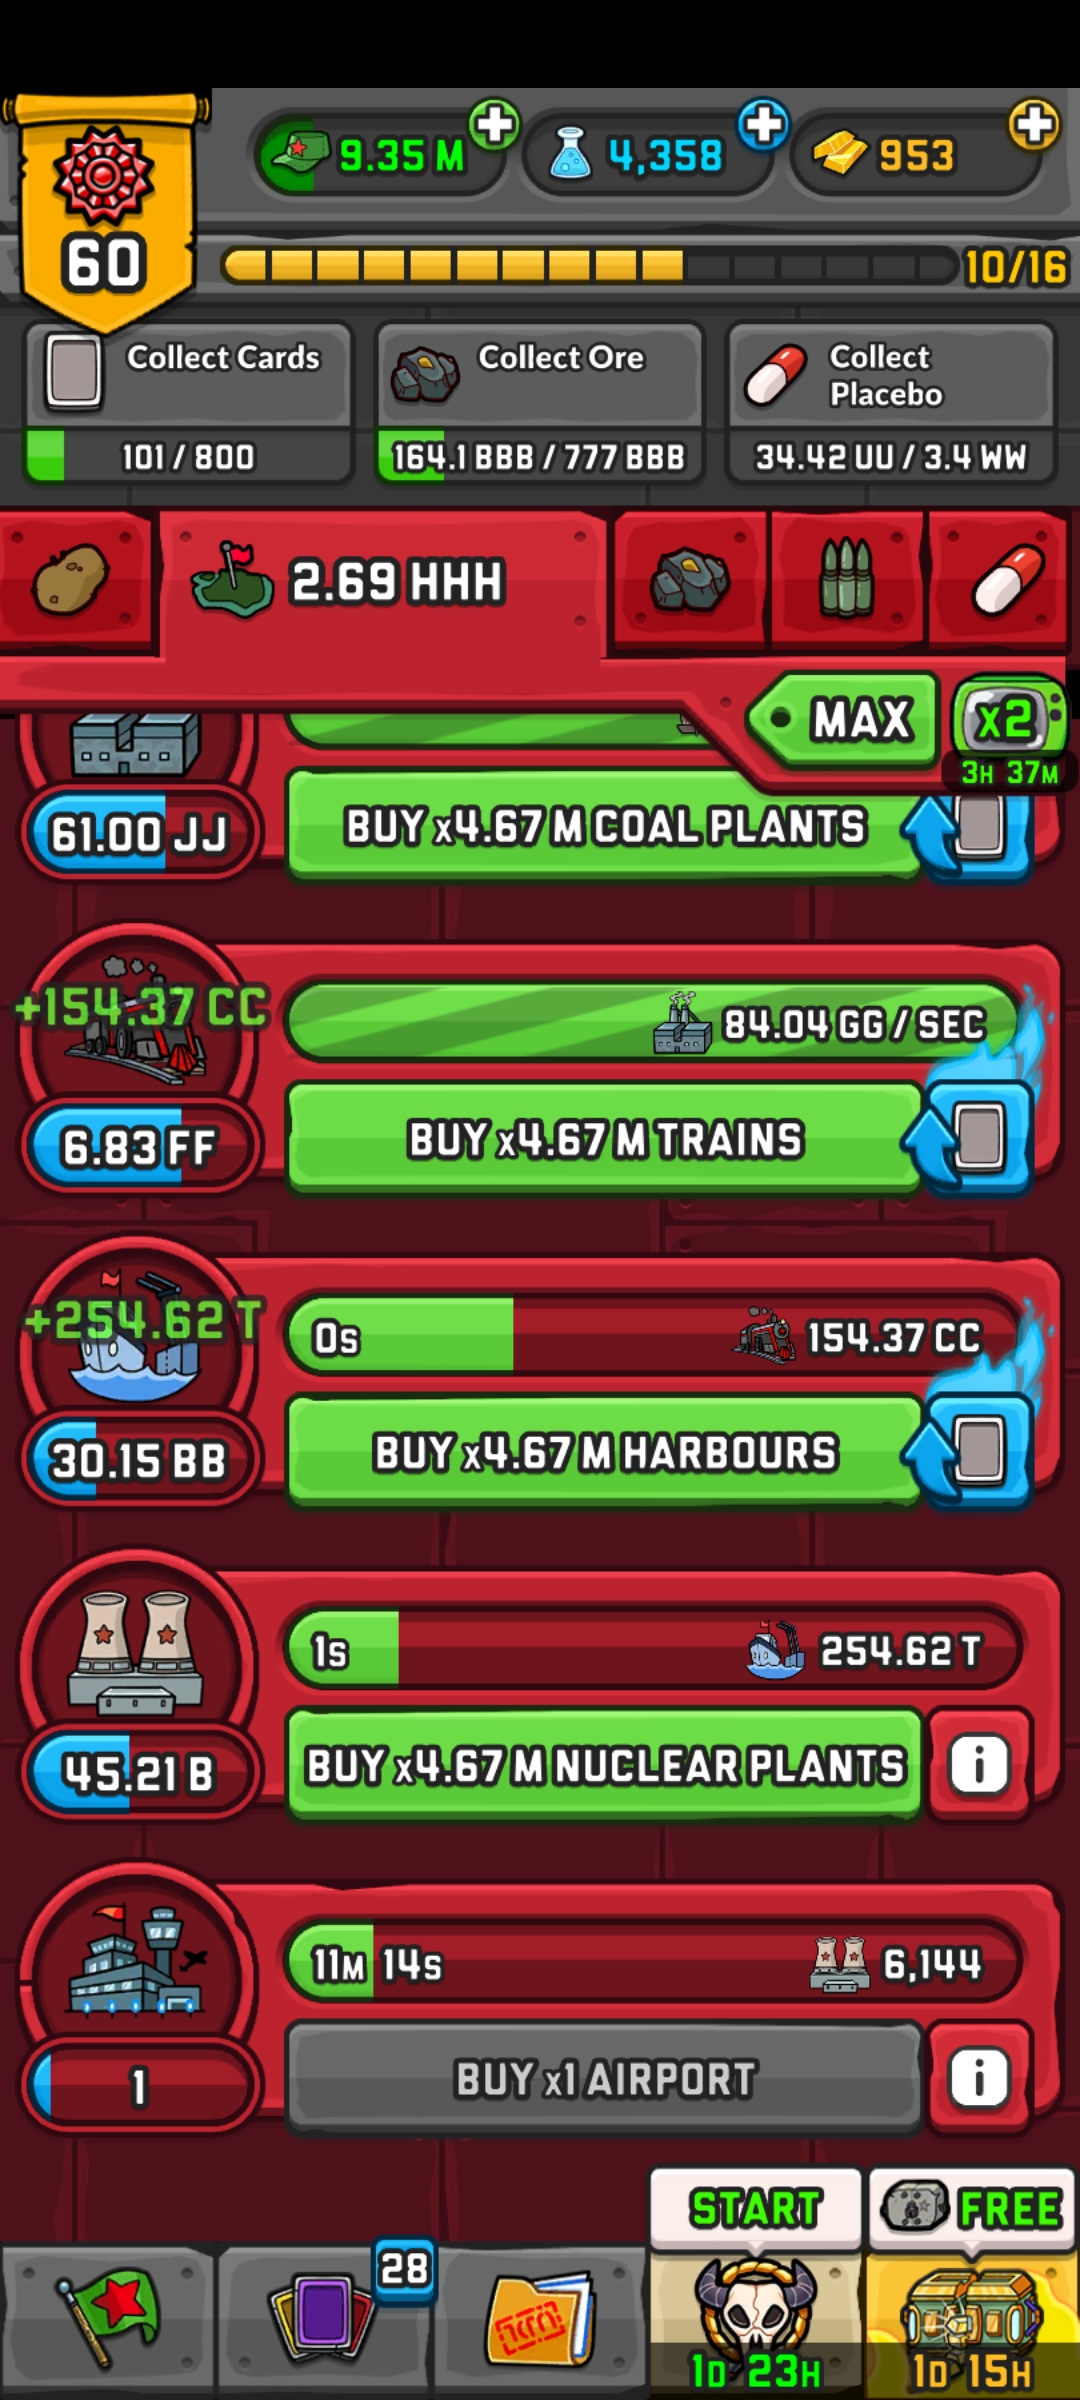 60
9.35 M
4,358
953
10/16
Collect Cards
101 / 800
Collect Ore
164.1 BBB / 777 BBB
Collect
Placebo
34.42 UU / 3.4 WW
2.69 HHH
MAX
x2
3H 37M
61.00 JJ
BUY x4.67 M COAL PLANTS
+154.37 CC
84.04 GG / SEC
6.83 FF
BUY x4.67 M TRAINS
+254.62 T
0s
154.37 CC
30.15 BB
BUY x4.67 M HARBOURS
1s
254.62 T
45.21 B
BUY x4.67 M NUCLEAR PLANTS
i
11M 14s
6,144
1
BUY x1 AIRPORT
i
START
FREE
28
1D 23H
1D 15H